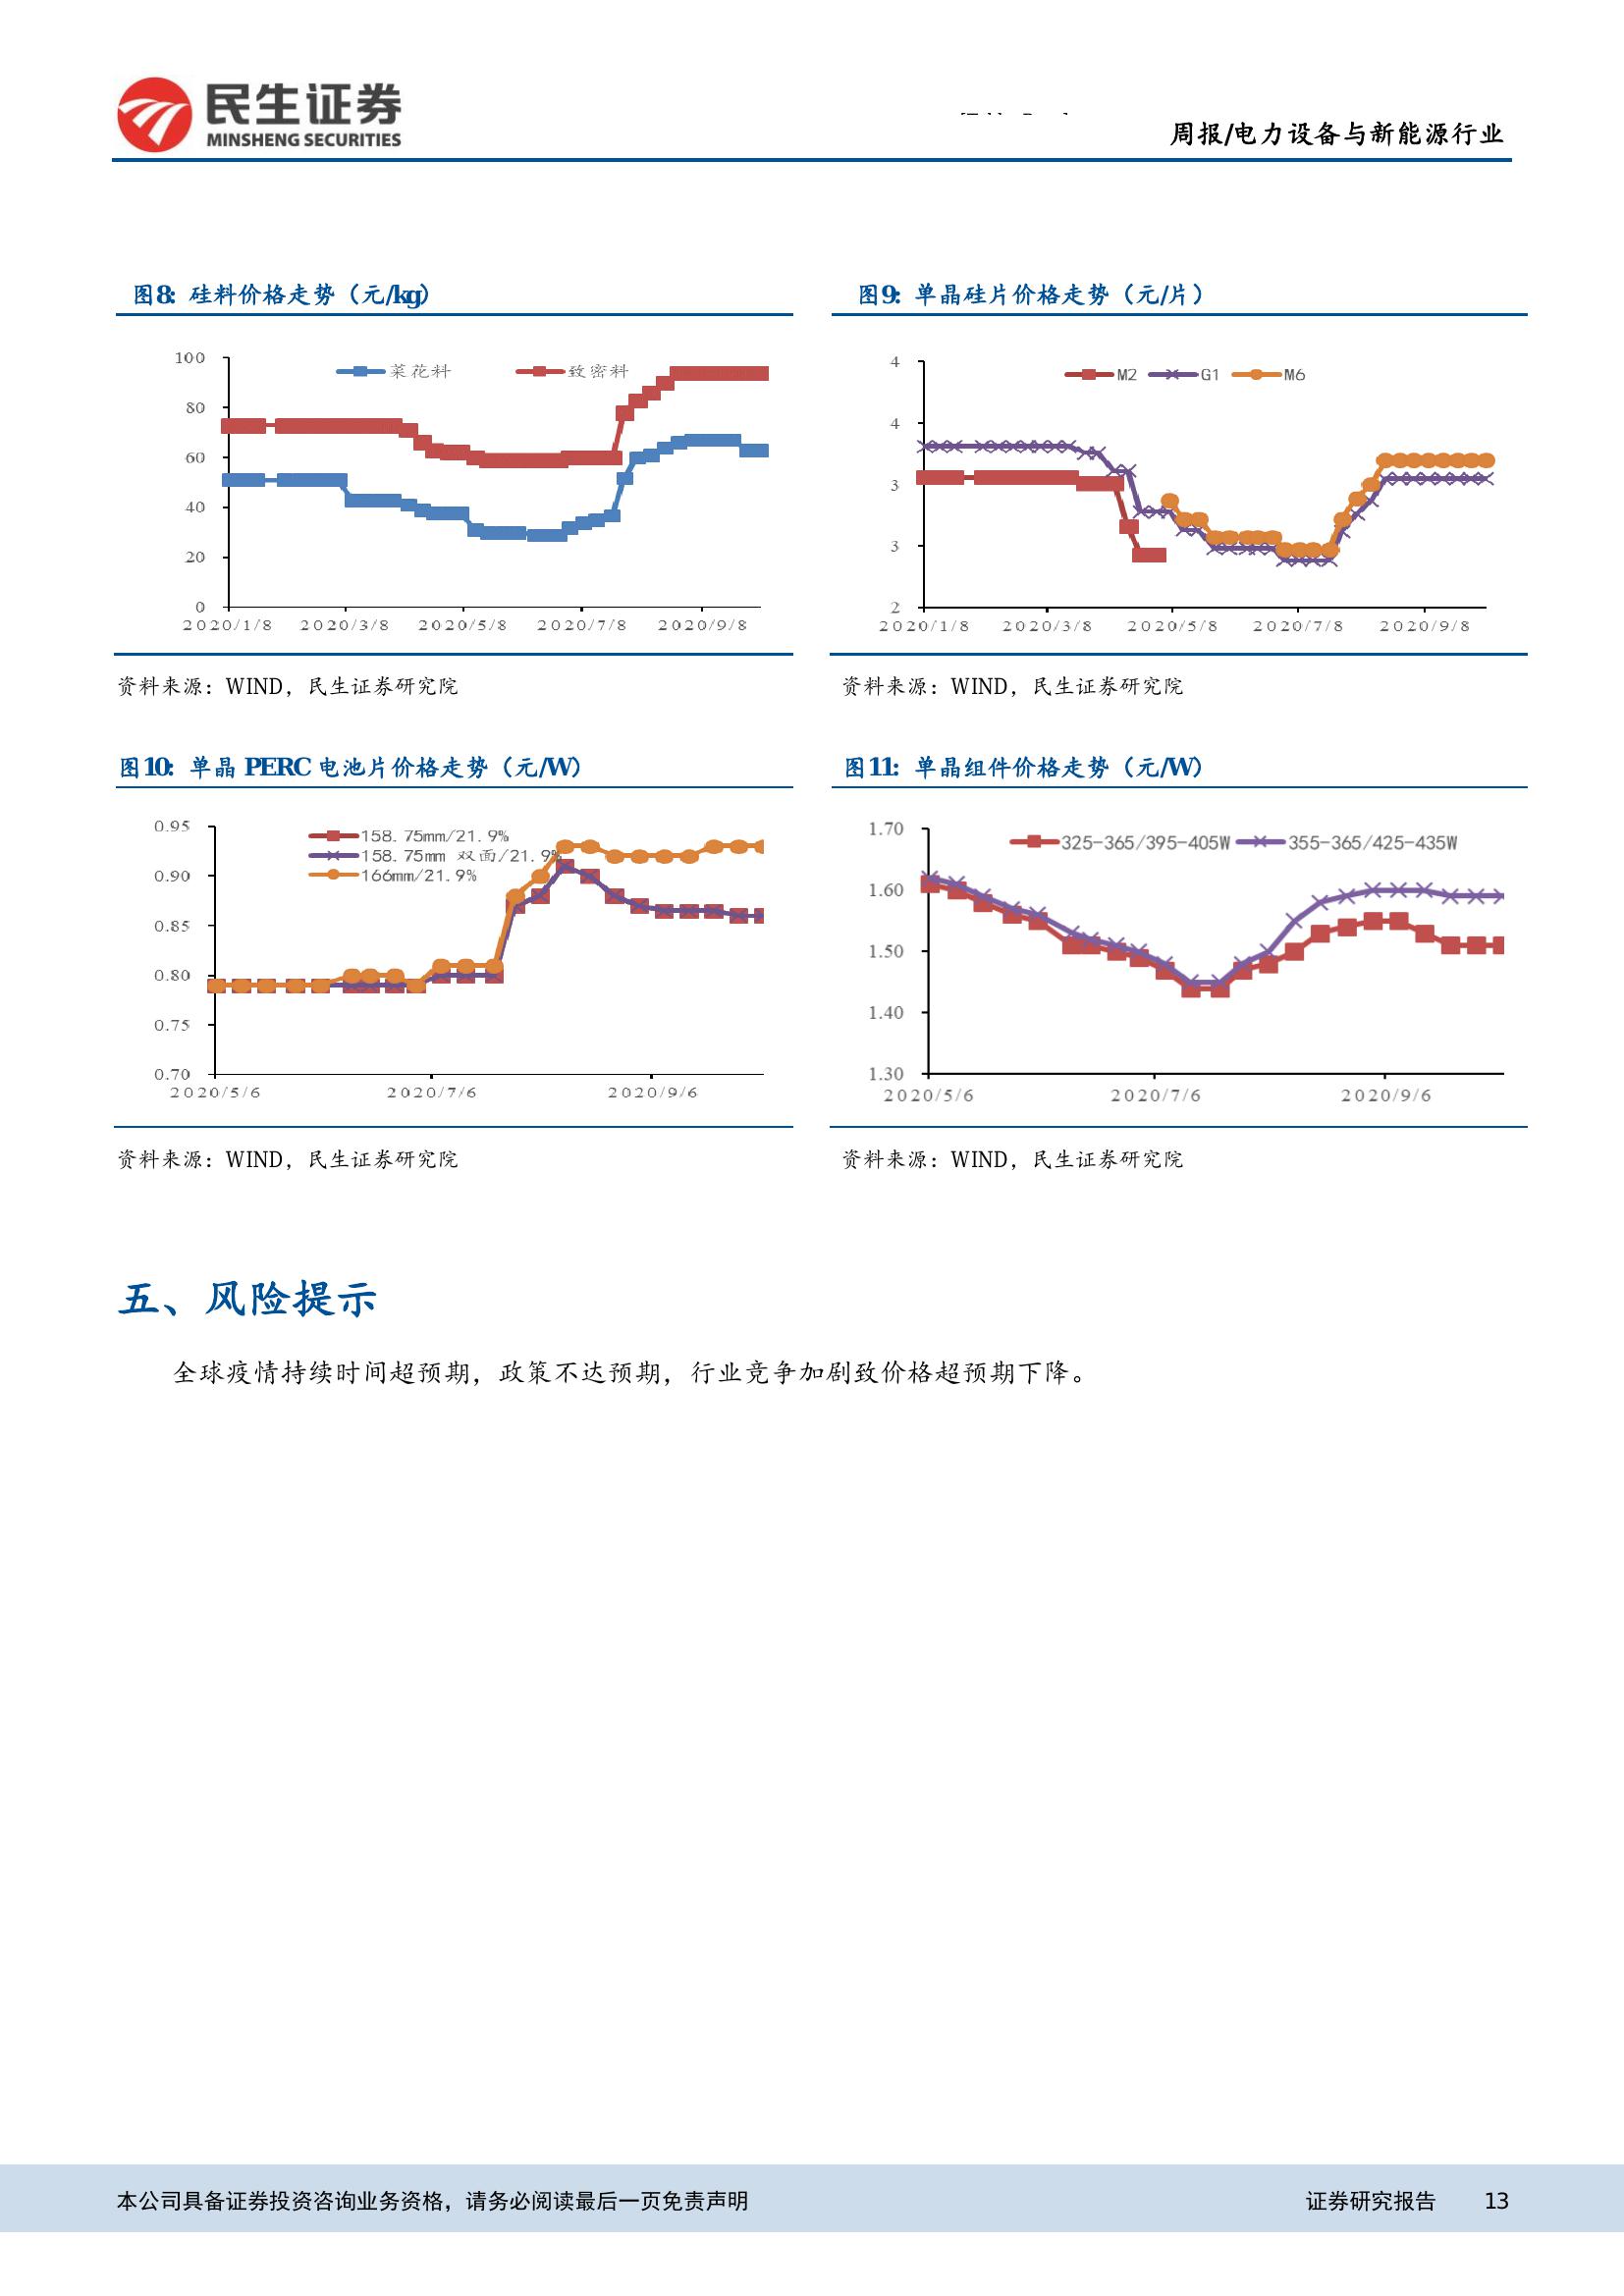 民生证券
MINSHENG SECURITIES
周报/电力设备与新能源行业
图8：硅料价格走势（元/kg）
100
80
60
40
20
0
菜花料 致密料
2020/1/8 2020/3/8 2020/5/8 2020/7/8 2020/9/8
资料来源：WIND，民生证券研究院
图9：单晶硅片价格走势（元/片）
4
4
3
3
2
M2 G1 M6
2020/1/8 2020/3/8 2020/5/8 2020/7/8 2020/9/8
资料来源：WIND，民生证券研究院
图10：单晶 PERC 电池片价格走势（元/W）
0.95
0.90
0.85
0.80
0.75
0.70
158.75mm/21.9%
158.75mm 双面/21.9%
166mm/21.9%
2020/5/6 2020/7/6 2020/9/6
资料来源：WIND，民生证券研究院
图11：单晶组件价格走势（元/W）
1.70
1.60
1.50
1.40
1.30
325-365/395-405W 355-365/425-435W
2020/5/6 2020/7/6 2020/9/6
资料来源：WIND，民生证券研究院
五、风险提示
全球疫情持续时间超预期，政策不达预期，行业竞争加剧致价格超预期下降。
本公司具备证券投资咨询业务资格，请务必阅读最后一页免责声明 证券研究报告 13